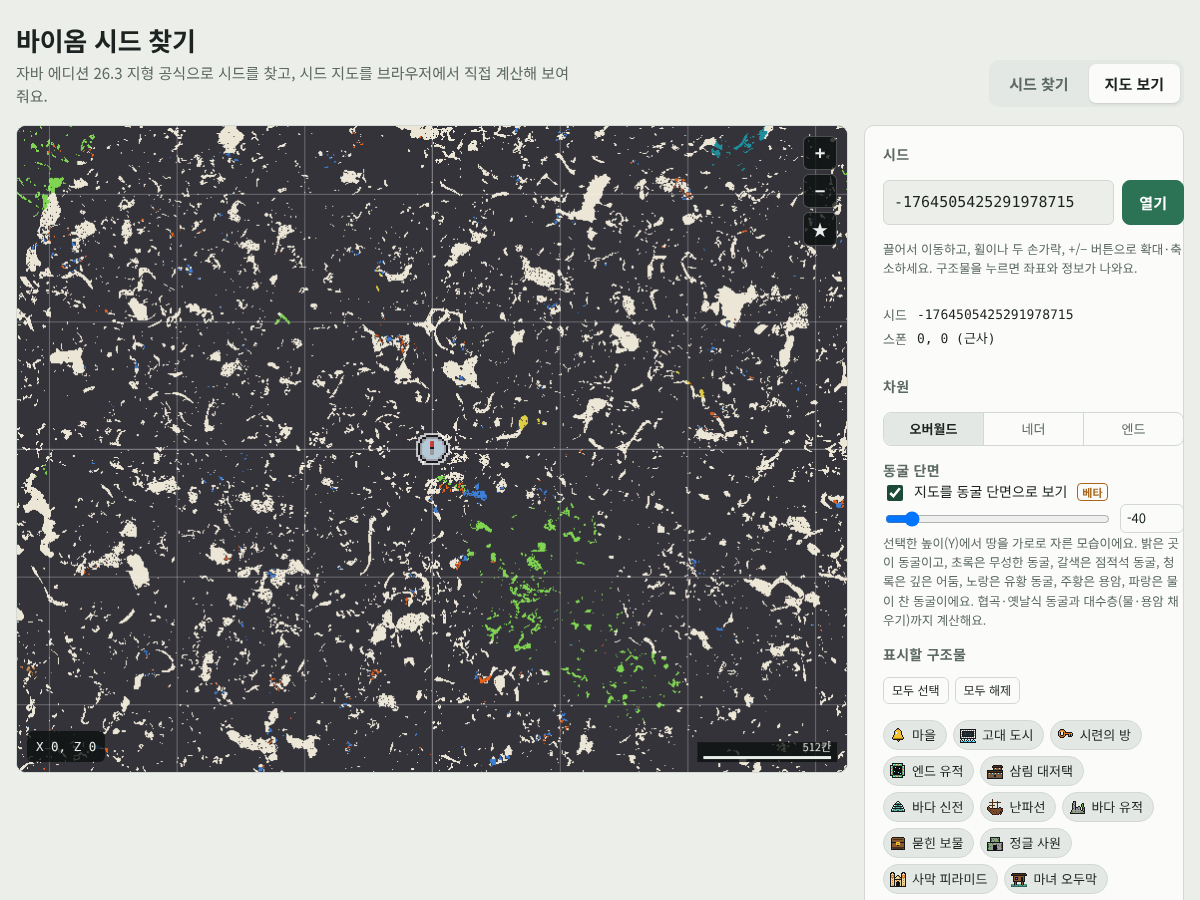 바이옴 시드 찾기
자바 에디션 26.3 지형 공식으로 시드를 찾고, 시드 지도를 브라우저에서 직접 계산해 보여
줘요.
시드 찾기
지도 보기
+
−
★
X 0, Z 0
512칸
시드
-1764505425291978715
열기
끌어서 이동하고, 휠이나 두 손가락, +/− 버튼으로 확대·축
소하세요. 구조물을 누르면 좌표와 정보가 나와요.
시드 -1764505425291978715
스폰 0, 0 (근사)
차원
오버월드
네더
엔드
동굴 단면
지도를 동굴 단면으로 보기 베타
-40
선택한 높이(Y)에서 땅을 가로로 자른 모습이에요. 밝은 곳
이 동굴이고, 초록은 무성한 동굴, 갈색은 점적석 동굴, 청
록은 깊은 어둠, 노랑은 유황 동굴, 주황은 용암, 파랑은 물
이 찬 동굴이에요. 협곡·옛날식 동굴과 대수층(물·용암 채
우기)까지 계산해요.
표시할 구조물
모두 선택
모두 해제
마을
고대 도시
시련의 방
엔드 유적
삼림 대저택
바다 신전
난파선
바다 유적
묻힌 보물
정글 사원
사막 피라미드
마녀 오두막